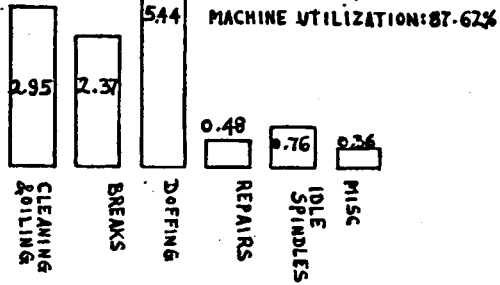 5.44 MACHINE UTILIZATION: 87.62%
2.95
2.37
0.48
0.76
0.36
CLEANING
& OILING
BREAKS
DOFFING
REPAIRS
IDLE
SPINDLES
MISC